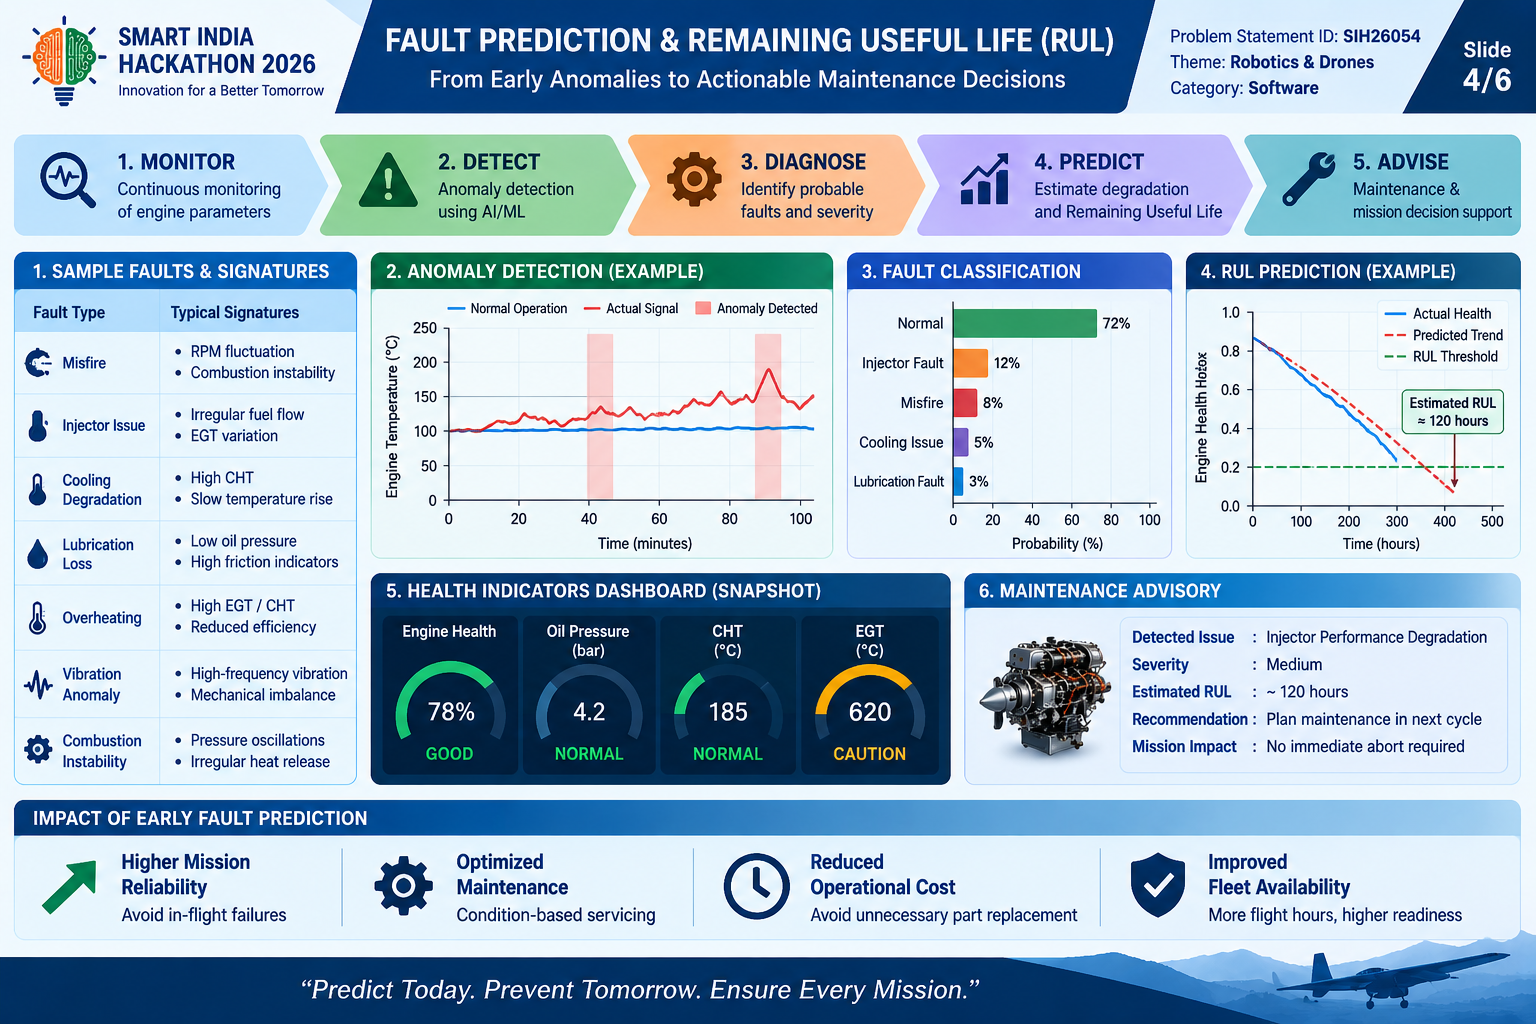 SMART INDIA
HACKATHON 2026
Innovation for a Better Tomorrow
FAULT PREDICTION & REMAINING USEFUL LIFE (RUL)
From Early Anomalies to Actionable Maintenance Decisions
Problem Statement ID: SIH26054
Theme: Robotics & Drones
Category: Software
Slide
4/6
1. MONITOR
Continuous monitoring
of engine parameters
2. DETECT
Anomaly detection
using AI/ML
3. DIAGNOSE
Identify probable
faults and severity
4. PREDICT
Estimate degradation
and Remaining Useful Life
5. ADVISE
Maintenance &
mission decision support
1. SAMPLE FAULTS & SIGNATURES
Fault Type Typical Signatures
Misfire
• RPM fluctuation
• Combustion instability
Injector Issue
• Irregular fuel flow
• EGT variation
Cooling
Degradation
• High CHT
• Slow temperature rise
Lubrication
Loss
• Low oil pressure
• High friction indicators
Overheating
• High EGT / CHT
• Reduced efficiency
Vibration
Anomaly
• High-frequency vibration
• Mechanical imbalance
Combustion
Instability
• Pressure oscillations
• Irregular heat release
2. ANOMALY DETECTION (EXAMPLE)
Normal Operation Actual Signal Anomaly Detected
Engine Temperature (°C)
250
200
150
100
50
0
0 20 40 60 80 100
Time (minutes)
3. FAULT CLASSIFICATION
Normal 72%
Injector Fault 12%
Misfire 8%
Cooling Issue 5%
Lubrication Fault 3%
0 20 40 60 80 100
Probability (%)
4. RUL PREDICTION (EXAMPLE)
Actual Health
Predicted Trend
RUL Threshold
Engine Health Hotox
1.0
0.8
0.6
0.4
0.2
0.0
Estimated RUL
≈ 120 hours
0 100 200 300 400 500
Time (hours)
5. HEALTH INDICATORS DASHBOARD (SNAPSHOT)
Engine Health
78%
GOOD
Oil Pressure
(bar)
4.2
NORMAL
CHT
(°C)
185
NORMAL
EGT
(°C)
620
CAUTION
6. MAINTENANCE ADVISORY
Detected Issue : Injector Performance Degradation
Severity : Medium
Estimated RUL : ~ 120 hours
Recommendation : Plan maintenance in next cycle
Mission Impact : No immediate abort required
IMPACT OF EARLY FAULT PREDICTION
Higher Mission
Reliability
Avoid in-flight failures
Optimized
Maintenance
Condition-based servicing
Reduced
Operational Cost
Avoid unnecessary part replacement
Improved
Fleet Availability
More flight hours, higher readiness
“Predict Today. Prevent Tomorrow. Ensure Every Mission.”